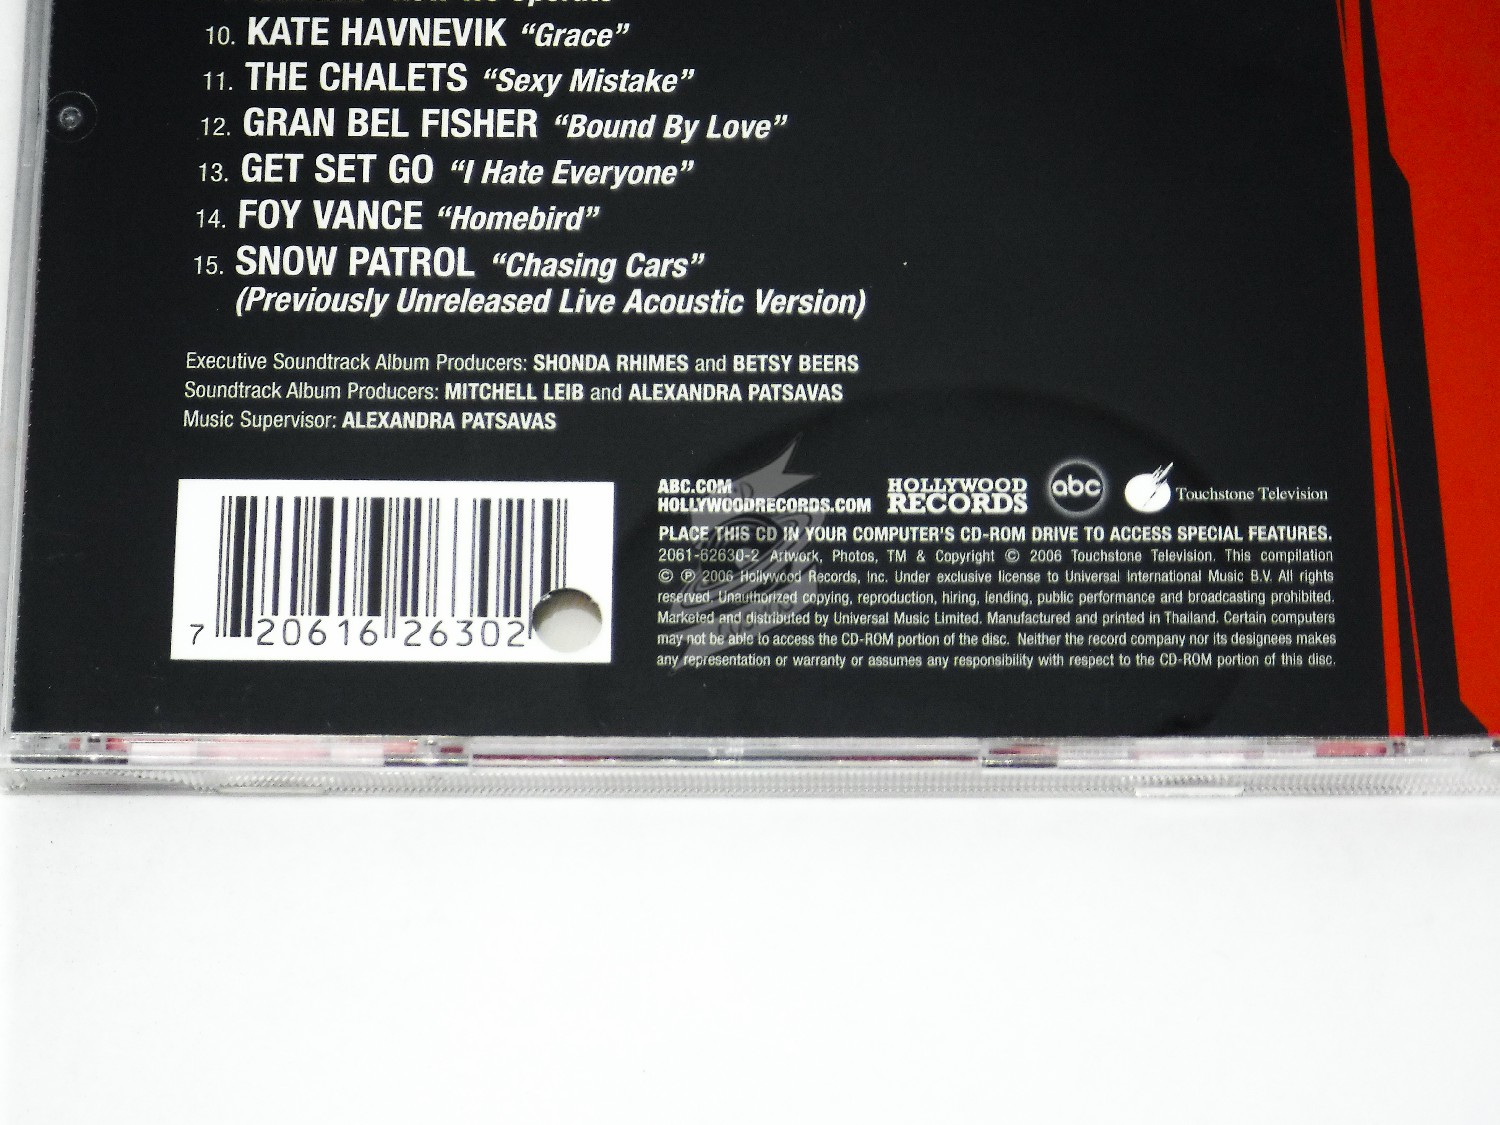 10. KATE HAVNEVIK “Grace”
11. THE CHALETS “Sexy Mistake”
12. GRAN BEL FISHER “Bound By Love”
13. GET SET GO “I Hate Everyone”
14. FOY VANCE “Homebird”
15. SNOW PATROL “Chasing Cars”
(Previously Unreleased Live Acoustic Version)
Executive Soundtrack Album Producers: SHONDA RHIMES and BETSY BEERS
Soundtrack Album Producers: MITCHELL LEIB and ALEXANDRA PATSAVAS
Music Supervisor: ALEXANDRA PATSAVAS
7 20616 26302
ABC.COM
HOLLYWOODRECORDS.COM
HOLLYWOOD
RECORDS
abc
Touchstone Television
PLACE THIS CD IN YOUR COMPUTER'S CD-ROM DRIVE TO ACCESS SPECIAL FEATURES.
2061-62630-2 Artwork, Photos, TM & Copyright © 2006 Touchstone Television. This compilation
© ℗ 2006 Hollywood Records, Inc. Under exclusive license to Universal International Music B.V. All rights
reserved. Unauthorized copying, reproduction, hiring, lending, public performance and broadcasting prohibited.
Marketed and distributed by Universal Music Limited. Manufactured and printed in Thailand. Certain computers
may not be able to access the CD-ROM portion of the disc. Neither the record company nor its designees makes
any representation or warranty or assumes any responsibility with respect to the CD-ROM portion of this disc.